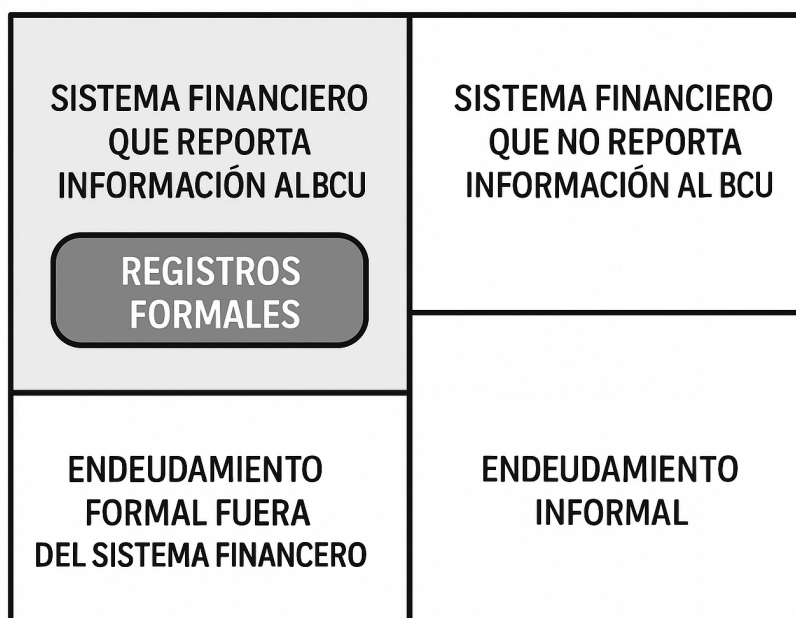 SISTEMA FINANCIERO
QUE REPORTA
INFORMACIÓN ALBCU
REGISTROS
FORMALES
SISTEMA FINANCIERO
QUE NO REPORTA
INFORMACIÓN AL BCU
ENDEUDAMIENTO
FORMAL FUERA
DEL SISTEMA FINANCERO
ENDEUDAMIENTO
INFORMAL